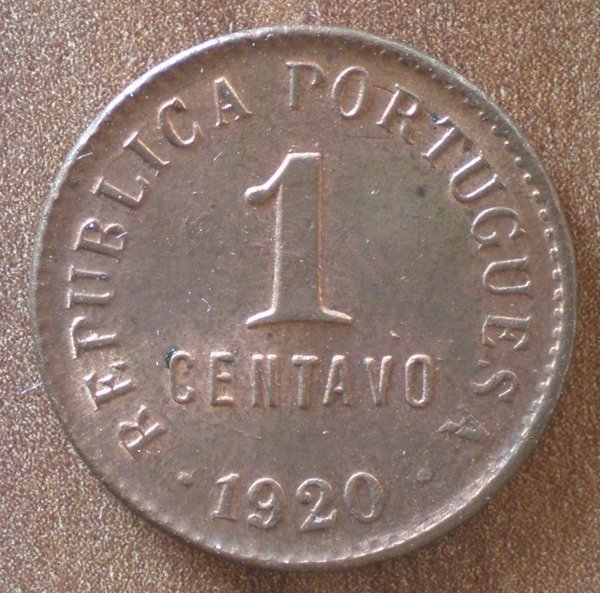 REPUBLICA PORTUGUESA
1
CENTAVO
· 1920 ·